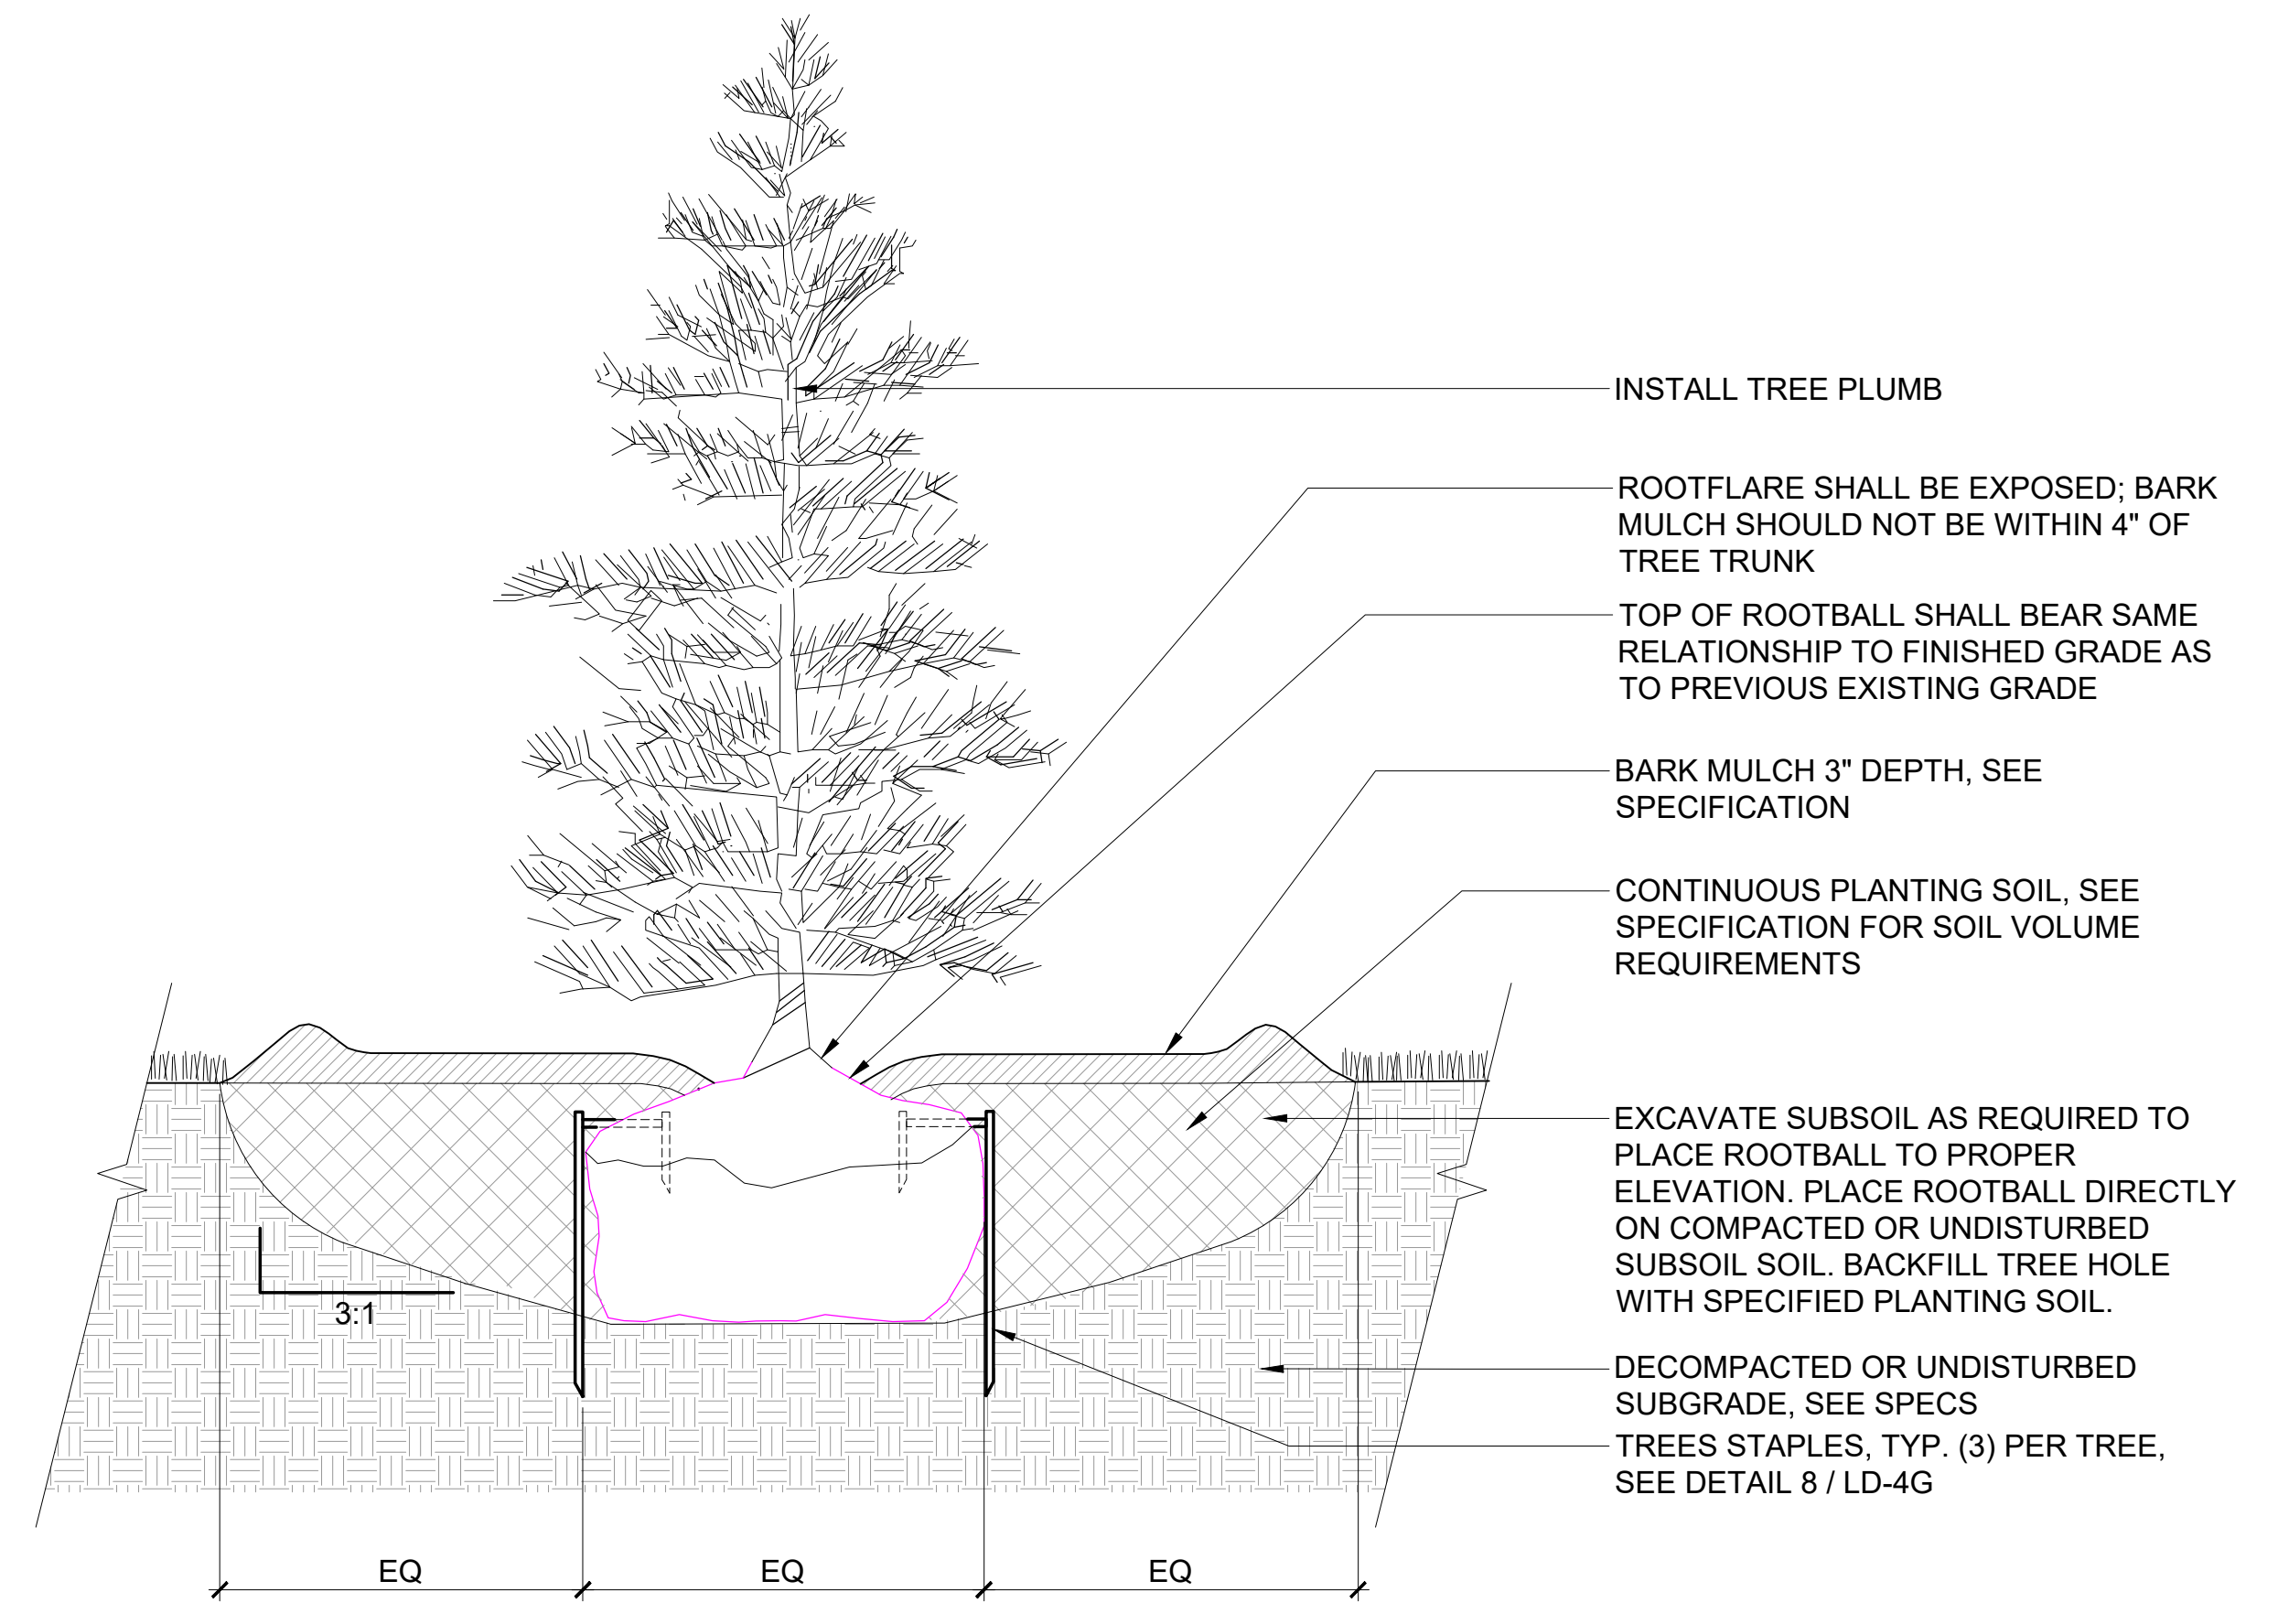 INSTALL TREE PLUMB
ROOTFLARE SHALL BE EXPOSED; BARK
MULCH SHOULD NOT BE WITHIN 4" OF
TREE TRUNK
TOP OF ROOTBALL SHALL BEAR SAME
RELATIONSHIP TO FINISHED GRADE AS
TO PREVIOUS EXISTING GRADE
BARK MULCH 3" DEPTH, SEE
SPECIFICATION
CONTINUOUS PLANTING SOIL, SEE
SPECIFICATION FOR SOIL VOLUME
REQUIREMENTS
EXCAVATE SUBSOIL AS REQUIRED TO
PLACE ROOTBALL TO PROPER
ELEVATION. PLACE ROOTBALL DIRECTLY
ON COMPACTED OR UNDISTURBED
SUBSOIL SOIL. BACKFILL TREE HOLE
WITH SPECIFIED PLANTING SOIL.
3:1
DECOMPACTED OR UNDISTURBED
SUBGRADE, SEE SPECS
TREES STAPLES, TYP. (3) PER TREE,
SEE DETAIL 8 / LD-4G
EQ
EQ
EQ